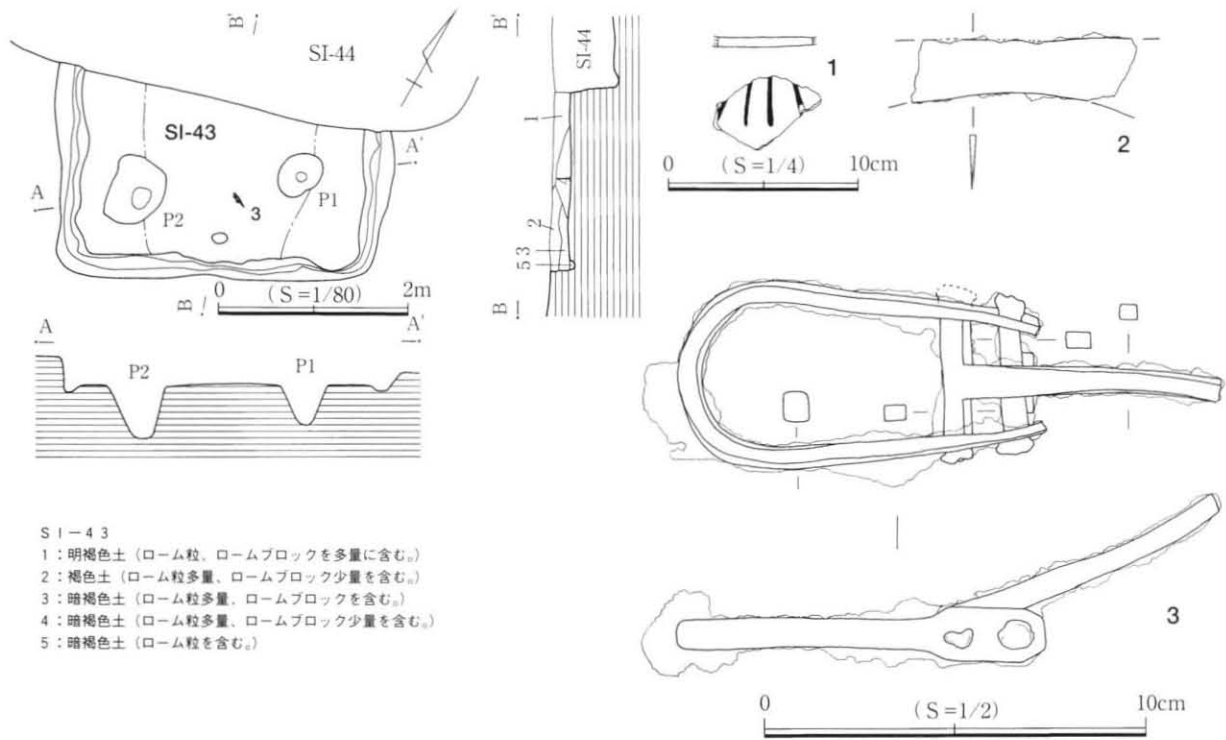 B'
SI-44
SI-43
A'
A
P2
3
P1
B
0 (S=1/80) 2m
A
A'
P2
P1
B'
SI-44
1
2
3
5
B
1
0 (S=1/4) 10cm
2
3
0 (S=1/2) 10cm
SI-43
1：明褐色土（ローム粒、ロームブロックを多量に含む。）
2：褐色土（ローム粒多量、ロームブロック少量を含む。）
3：暗褐色土（ローム粒多量、ロームブロックを含む。）
4：暗褐色土（ローム粒多量、ロームブロック少量を含む。）
5：暗褐色土（ローム粒を含む。）